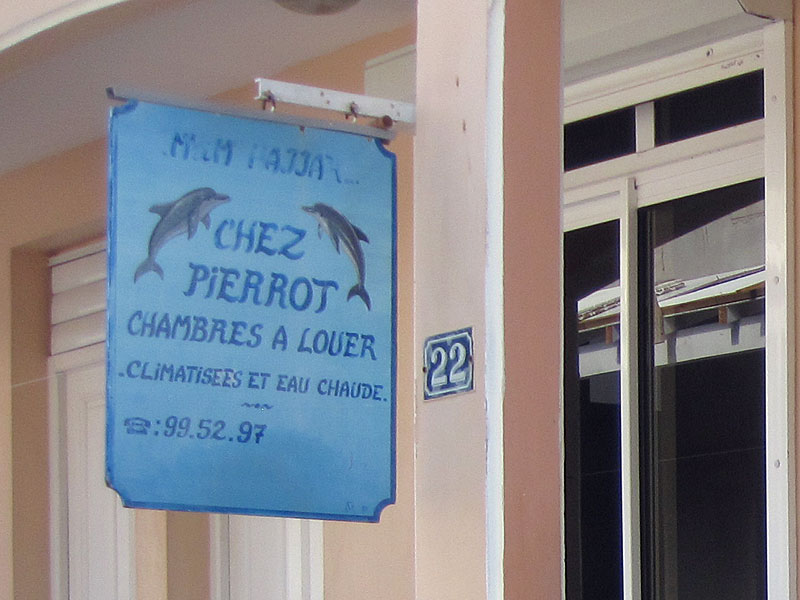 CHEZ
PiERROT
CHAMBRES A LOUER
.CLiMATiSEES ET EAU CHAUDE.
☎:99.52.97
22